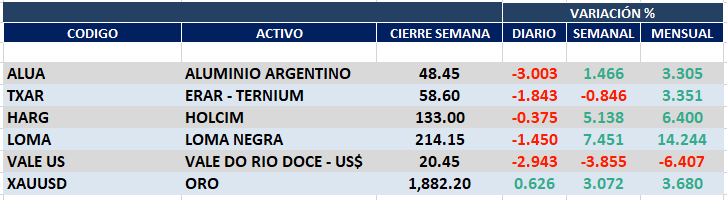 VARIACIÓN %
CODIGO ACTIVO CIERRE SEMANA DIARIO SEMANAL MENSUAL
ALUA ALUMINIO ARGENTINO 48.45 -3.003 1.466 3.305
TXAR ERAR - TERNIUM 58.60 -1.843 -0.846 3.351
HARG HOLCIM 133.00 -0.375 5.138 6.400
LOMA LOMA NEGRA 214.15 -1.450 7.451 14.244
VALE US VALE DO RIO DOCE - US$ 20.45 -2.943 -3.855 -6.407
XAUUSD ORO 1,882.20 0.626 3.072 3.680